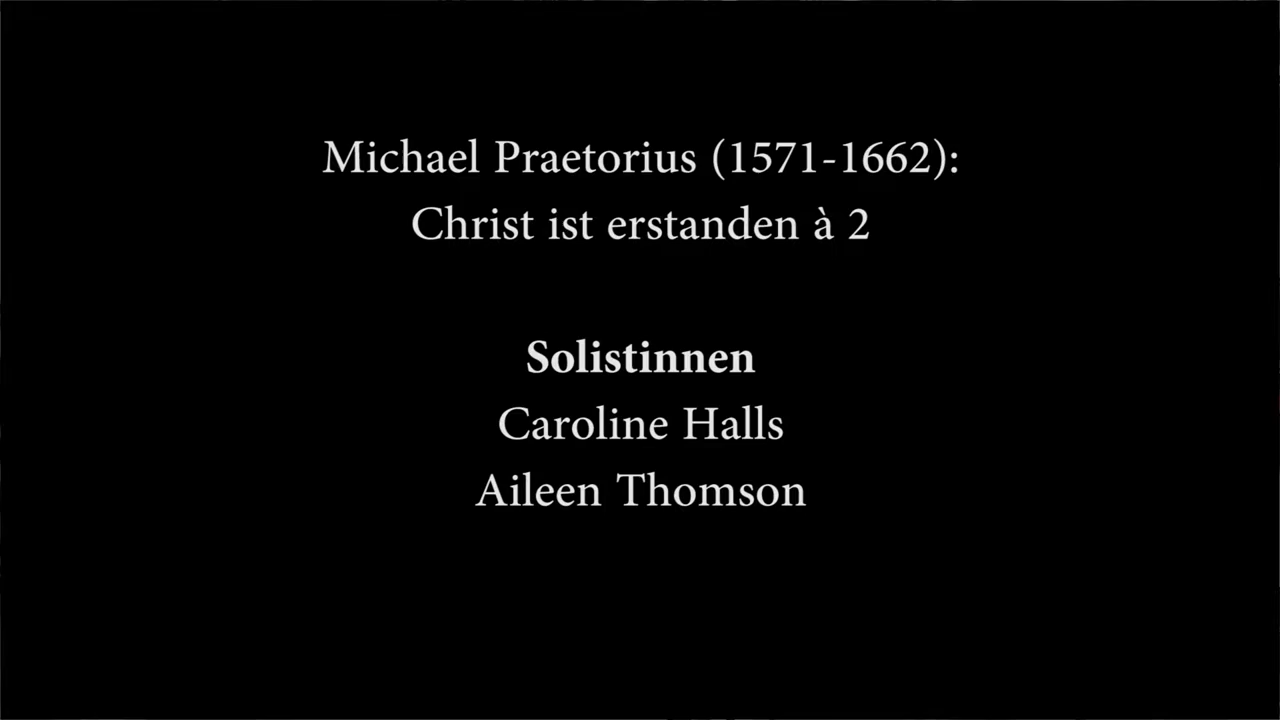 Michael Praetorius (1571-1662):
Christ ist erstanden à 2
Solistinnen
Caroline Halls
Aileen Thomson